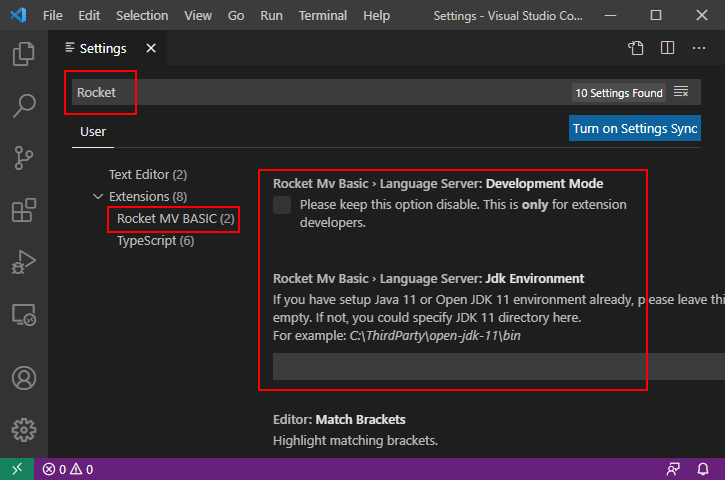 File Edit Selection View Go Run Terminal Help Settings - Visual Studio Co...
Settings
Rocket
10 Settings Found
User
Turn on Settings Sync
Text Editor (2)
Extensions (8)
Rocket MV BASIC (2)
TypeScript (6)
Rocket Mv Basic › Language Server: Development Mode
Please keep this option disable. This is only for extension
developers.
Rocket Mv Basic › Language Server: Jdk Environment
If you have setup Java 11 or Open JDK 11 environment already, please leave thi
empty. If not, you could specify JDK 11 directory here.
For example: C:\ThirdParty\open-jdk-11\bin
Editor: Match Brackets
Highlight matching brackets.
0 0